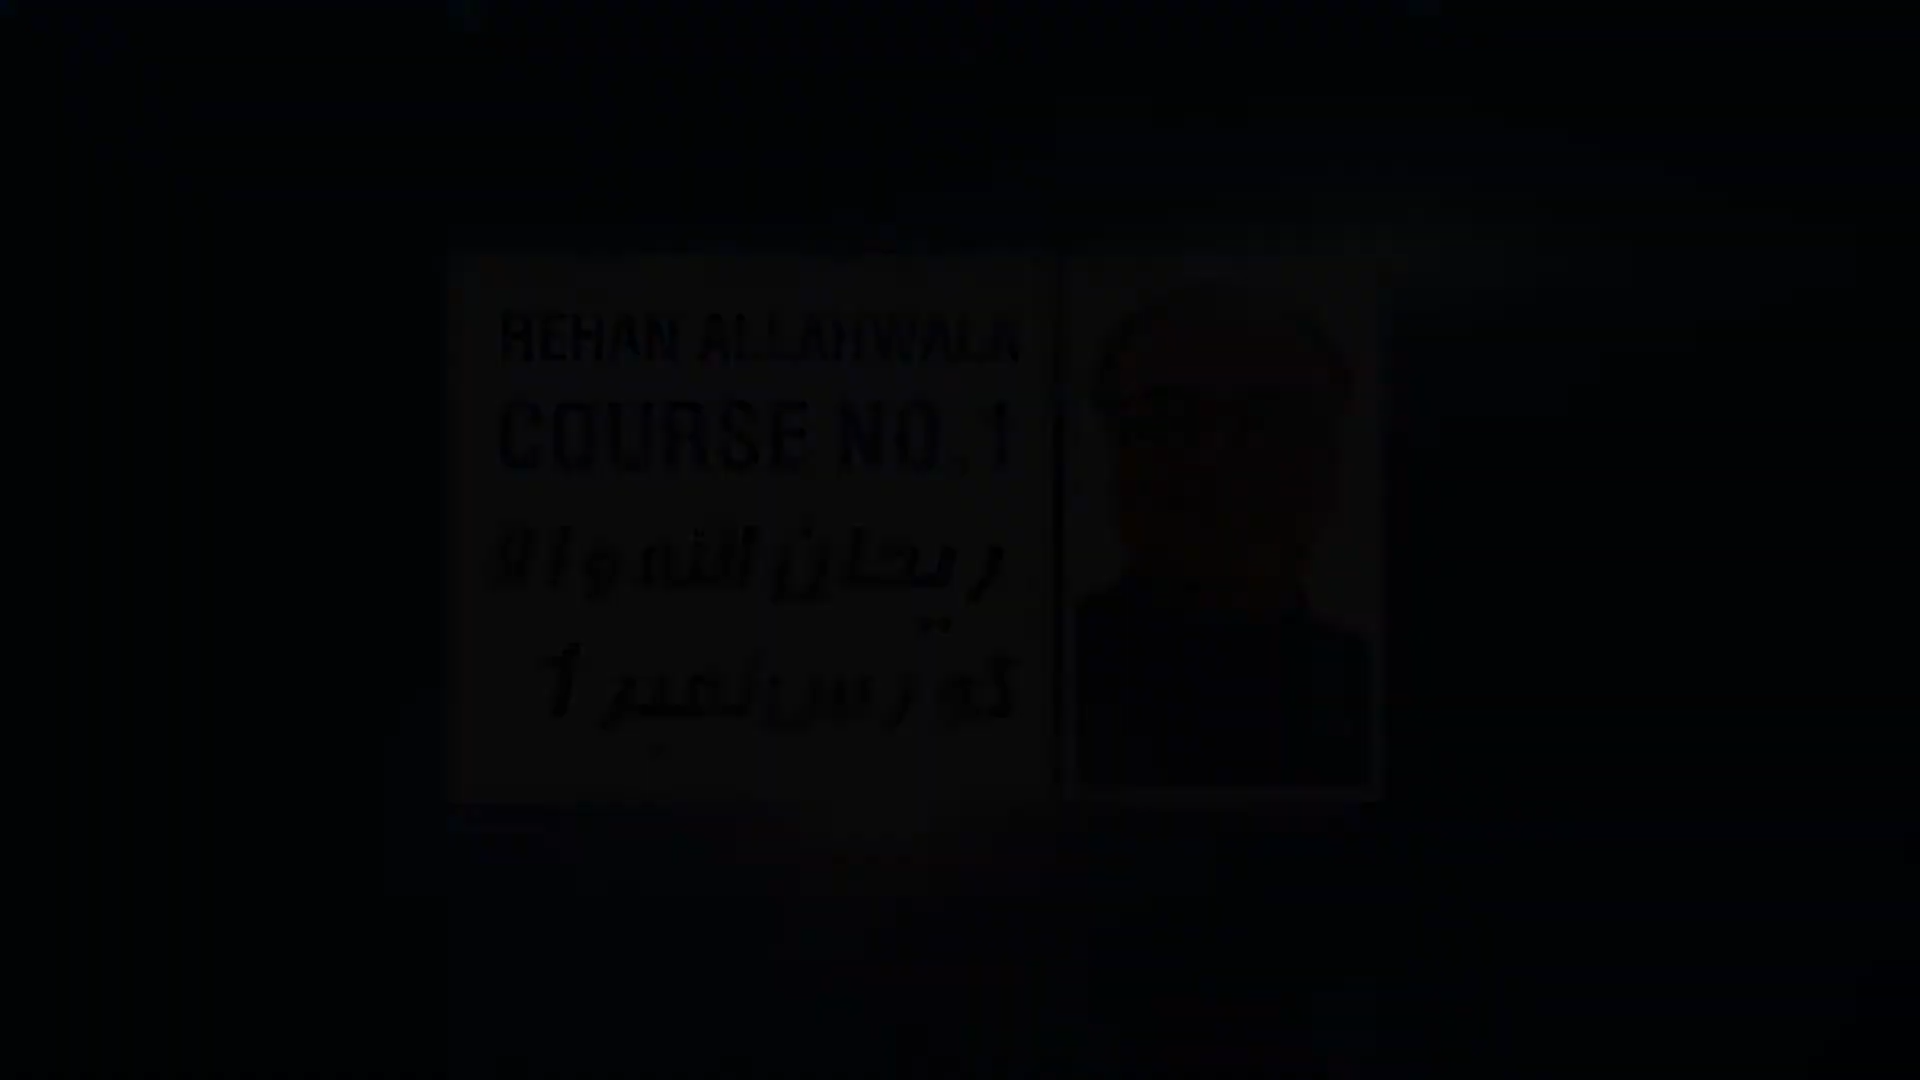 REHAN ALLAHWALA
COURSE NO.1
ریحان اللہ والا
کورس نمبر 1